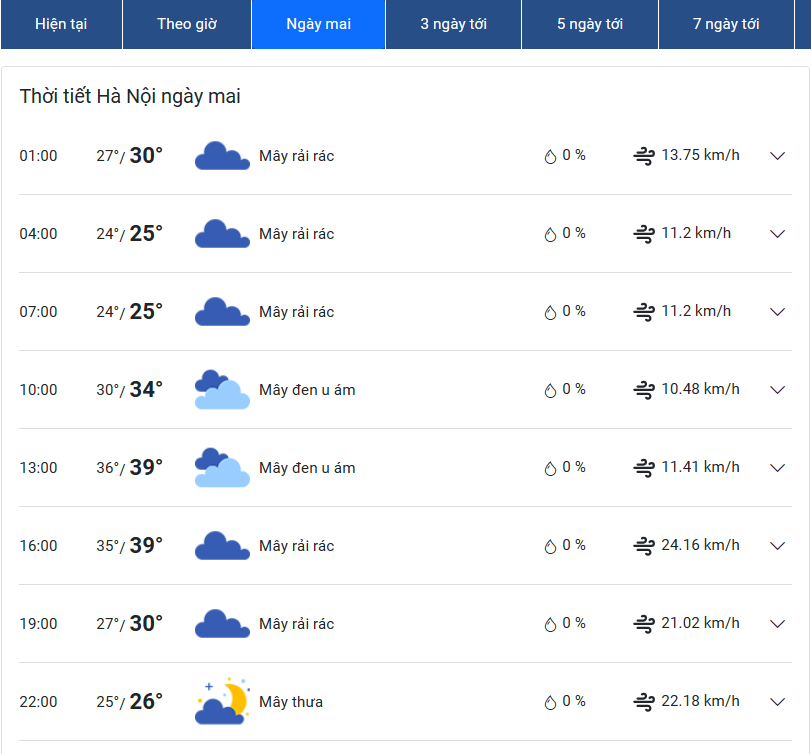 Hiện tại Theo giờ Ngày mai 3 ngày tới 5 ngày tới 7 ngày tới
Thời tiết Hà Nội ngày mai
01:00 27°/ 30° Mây rải rác 0 % 13.75 km/h
04:00 24°/ 25° Mây rải rác 0 % 11.2 km/h
07:00 24°/ 25° Mây rải rác 0 % 11.2 km/h
10:00 30°/ 34° Mây đen u ám 0 % 10.48 km/h
13:00 36°/ 39° Mây đen u ám 0 % 11.41 km/h
16:00 35°/ 39° Mây rải rác 0 % 24.16 km/h
19:00 27°/ 30° Mây rải rác 0 % 21.02 km/h
22:00 25°/ 26° Mây thưa 0 % 22.18 km/h